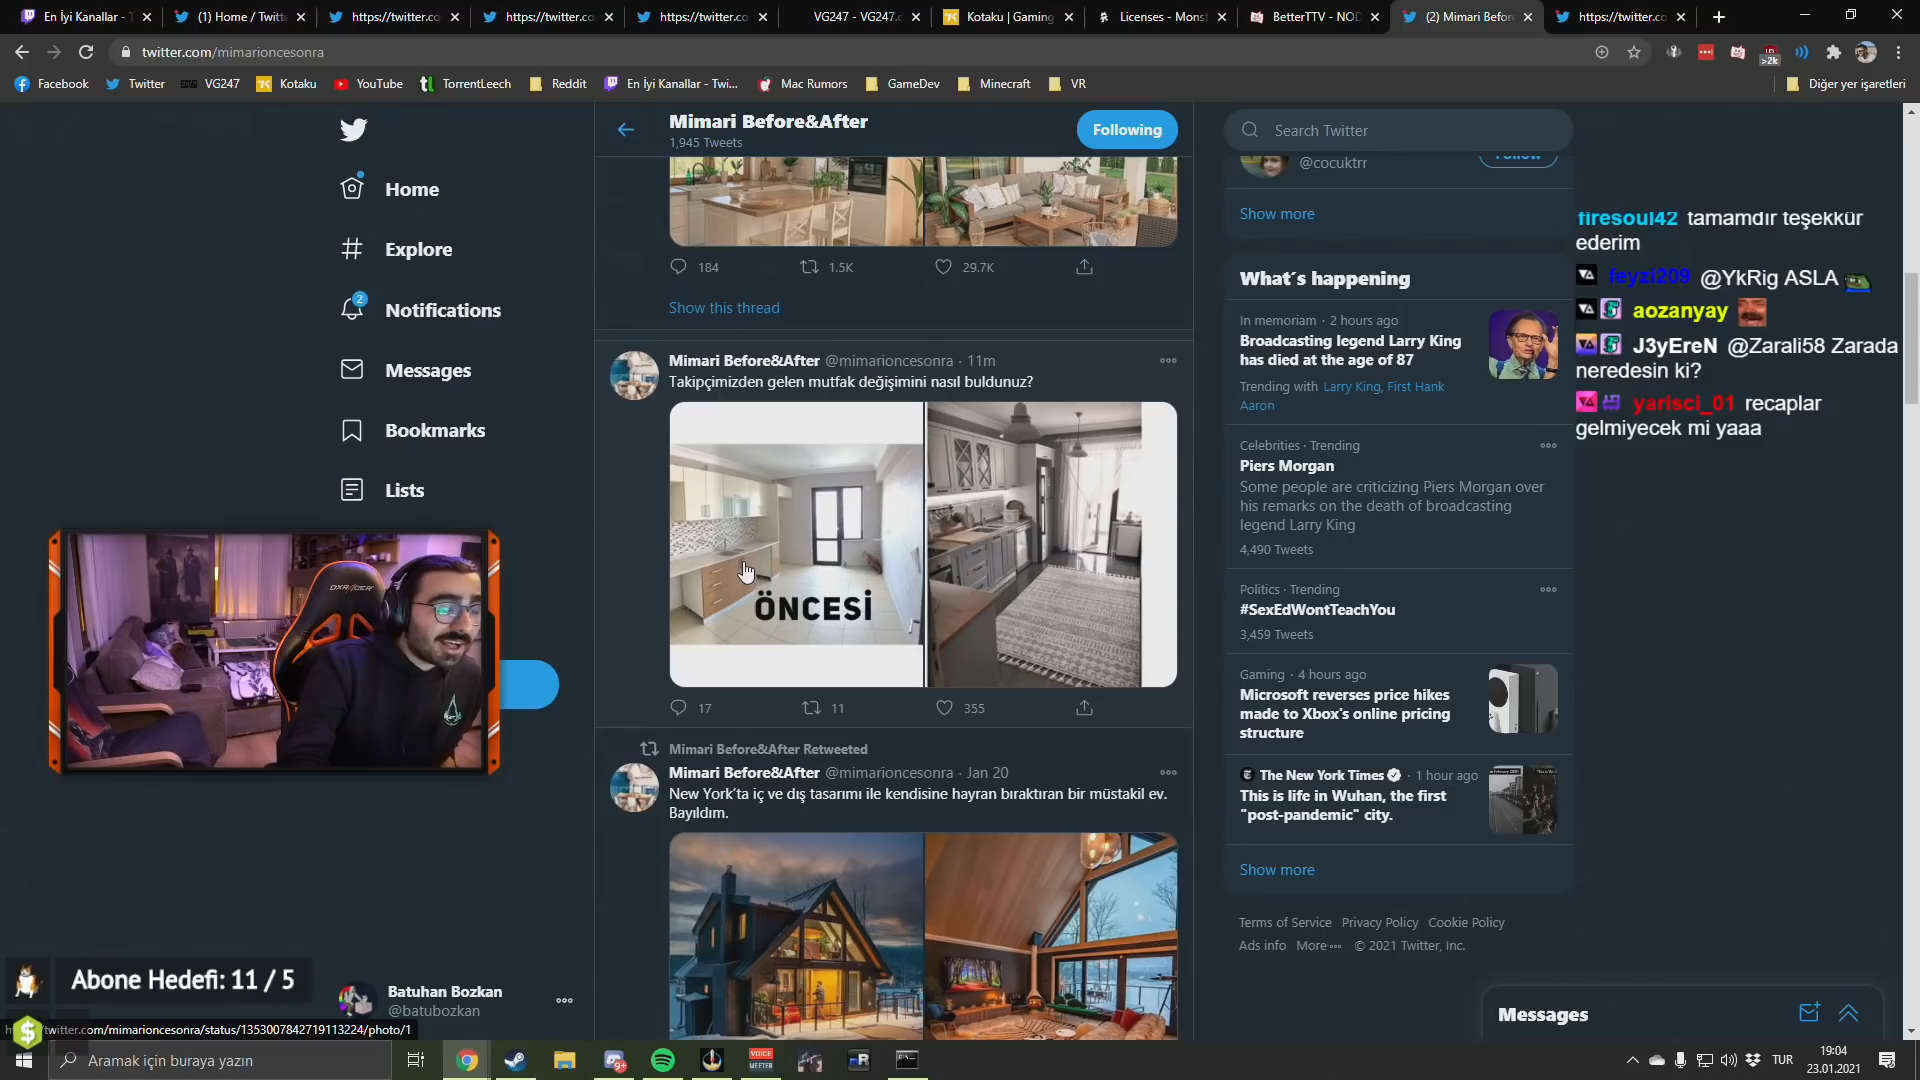 En İyi Kanallar - T
(1) Home / Twitte
https://twitter.co
https://twitter.co
https://twitter.co
VG247 - VG247.c
Kotaku | Gaming
Licenses - Monst
BetterTTV - NOD
(2) Mimari Befor
https://twitter.co
twitter.com/mimarioncesonra
>2k
Facebook
Twitter
VG247
Kotaku
YouTube
TorrentLeech
Reddit
En İyi Kanallar - Twi...
Mac Rumors
GameDev
Minecraft
VR
Diğer yer işaretleri
Home
Explore
2
Notifications
Messages
Bookmarks
Lists
DXRACER
Abone Hedefi: 11 / 5
Batuhan Bozkan
@batubozkan
twitter.com/mimarioncesonra/status/1353007842719113224/photo/1
Mimari Before&After
1,945 Tweets
Following
184
1.5K
29.7K
Show this thread
Mimari Before&After @mimarioncesonra · 11m
Takipçimizden gelen mutfak değişimini nasıl buldunuz?
ÖNCESİ
17
11
355
Mimari Before&After Retweeted
Mimari Before&After @mimarioncesonra · Jan 20
New York'ta iç ve dış tasarımı ile kendisine hayran bıraktıran bir müstakil ev.
Bayıldım.
Search Twitter
@cocuktrr
Follow
Show more
What's happening
In memoriam · 2 hours ago
Broadcasting legend Larry King
has died at the age of 87
Trending with Larry King, First Hank
Aaron
Celebrities · Trending
Piers Morgan
Some people are criticizing Piers Morgan over
his remarks on the death of broadcasting
legend Larry King
4,490 Tweets
Politics · Trending
#SexEdWontTeachYou
3,459 Tweets
Gaming · 4 hours ago
Microsoft reverses price hikes
made to Xbox's online pricing
structure
The New York Times · 1 hour ago
This is life in Wuhan, the first
"post-pandemic" city.
Show more
Terms of Service Privacy Policy Cookie Policy
Ads info More © 2021 Twitter, Inc.
Messages
firesoul42 tamamdır teşekkür
ederim
feyzi209 @YkRig ASLA
aozanyay
J3yEreN @Zarali58 Zarada
neredesin ki?
yarisci_01 recaplar
gelmiyecek mi yaaa
Aramak için buraya yazın
9+
VOICE
MEETER
mR
TUR
19:04
23.01.2021